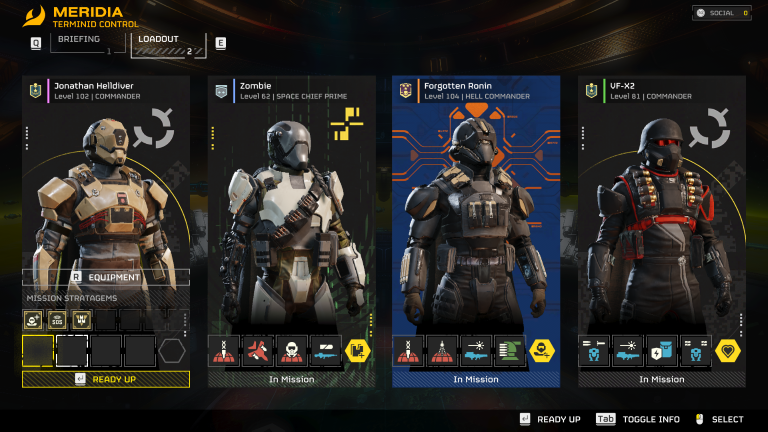 MERIDIA
TERMINID CONTROL
SOCIAL 0
Q BRIEFING 1 LOADOUT 2 E
Jonathan Helldiver
Level 102 | COMMANDER
Zombie
Level 62 | SPACE CHIEF PRIME
Forgotten Ronin
Level 104 | HELL COMMANDER
VF-X2
Level 81 | COMMANDER
R EQUIPMENT
MISSION STRATAGEMS
SOS
READY UP
In Mission
In Mission
In Mission
READY UP Tab TOGGLE INFO SELECT